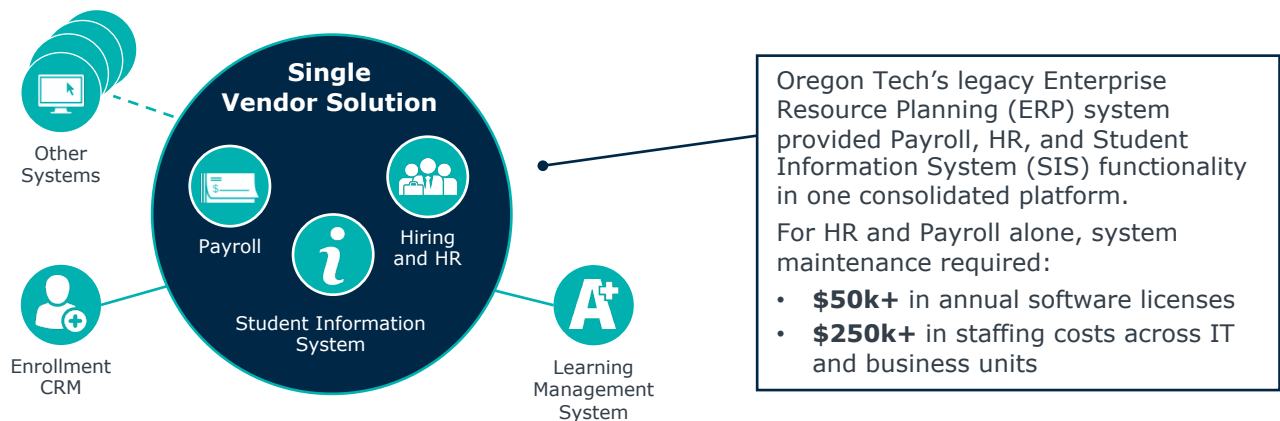 Single
Vendor Solution
Other
Systems
Payroll
Hiring
and HR
Student Information
System
Enrollment
CRM
Learning
Management
System
Oregon Tech’s legacy Enterprise
Resource Planning (ERP) system
provided Payroll, HR, and Student
Information System (SIS) functionality
in one consolidated platform.
For HR and Payroll alone, system
maintenance required:
• $50k+ in annual software licenses
• $250k+ in staffing costs across IT
and business units
$
i
A+